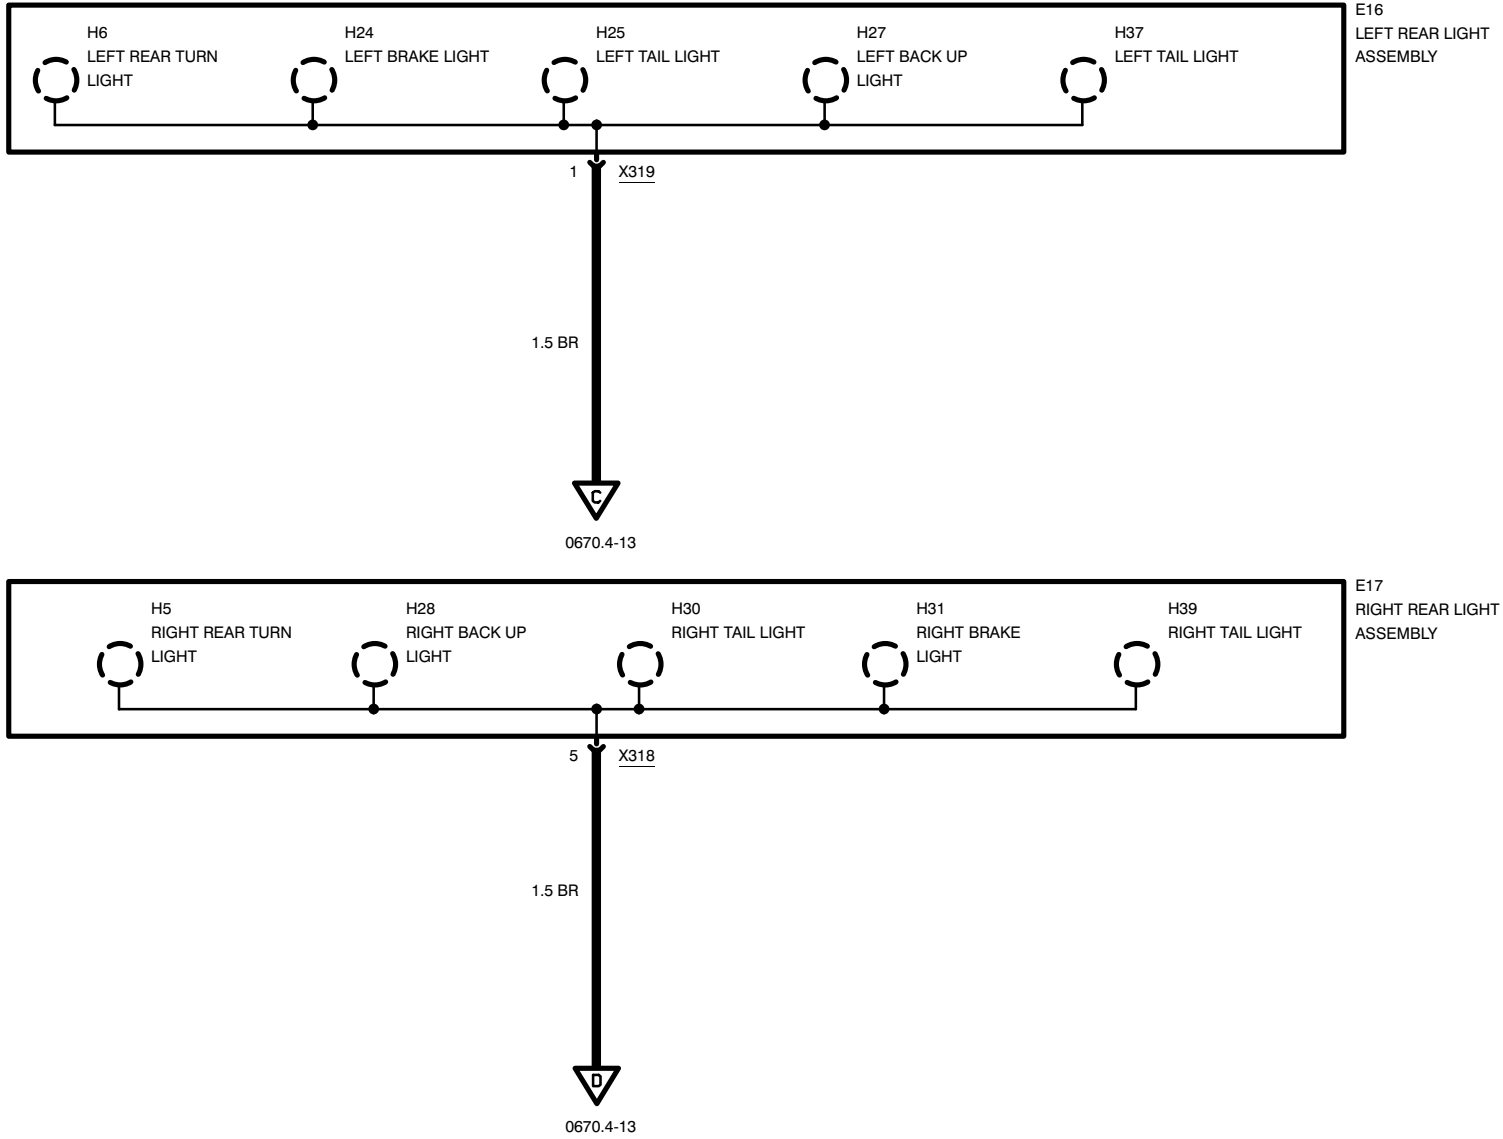 E16
LEFT REAR LIGHT
ASSEMBLY
H6
LEFT REAR TURN
LIGHT
H24
LEFT BRAKE LIGHT
H25
LEFT TAIL LIGHT
H27
LEFT BACK UP
LIGHT
H37
LEFT TAIL LIGHT
1
X319
1.5 BR
C
0670.4-13
E17
RIGHT REAR LIGHT
ASSEMBLY
H5
RIGHT REAR TURN
LIGHT
H28
RIGHT BACK UP
LIGHT
H30
RIGHT TAIL LIGHT
H31
RIGHT BRAKE
LIGHT
H39
RIGHT TAIL LIGHT
5
X318
1.5 BR
D
0670.4-13